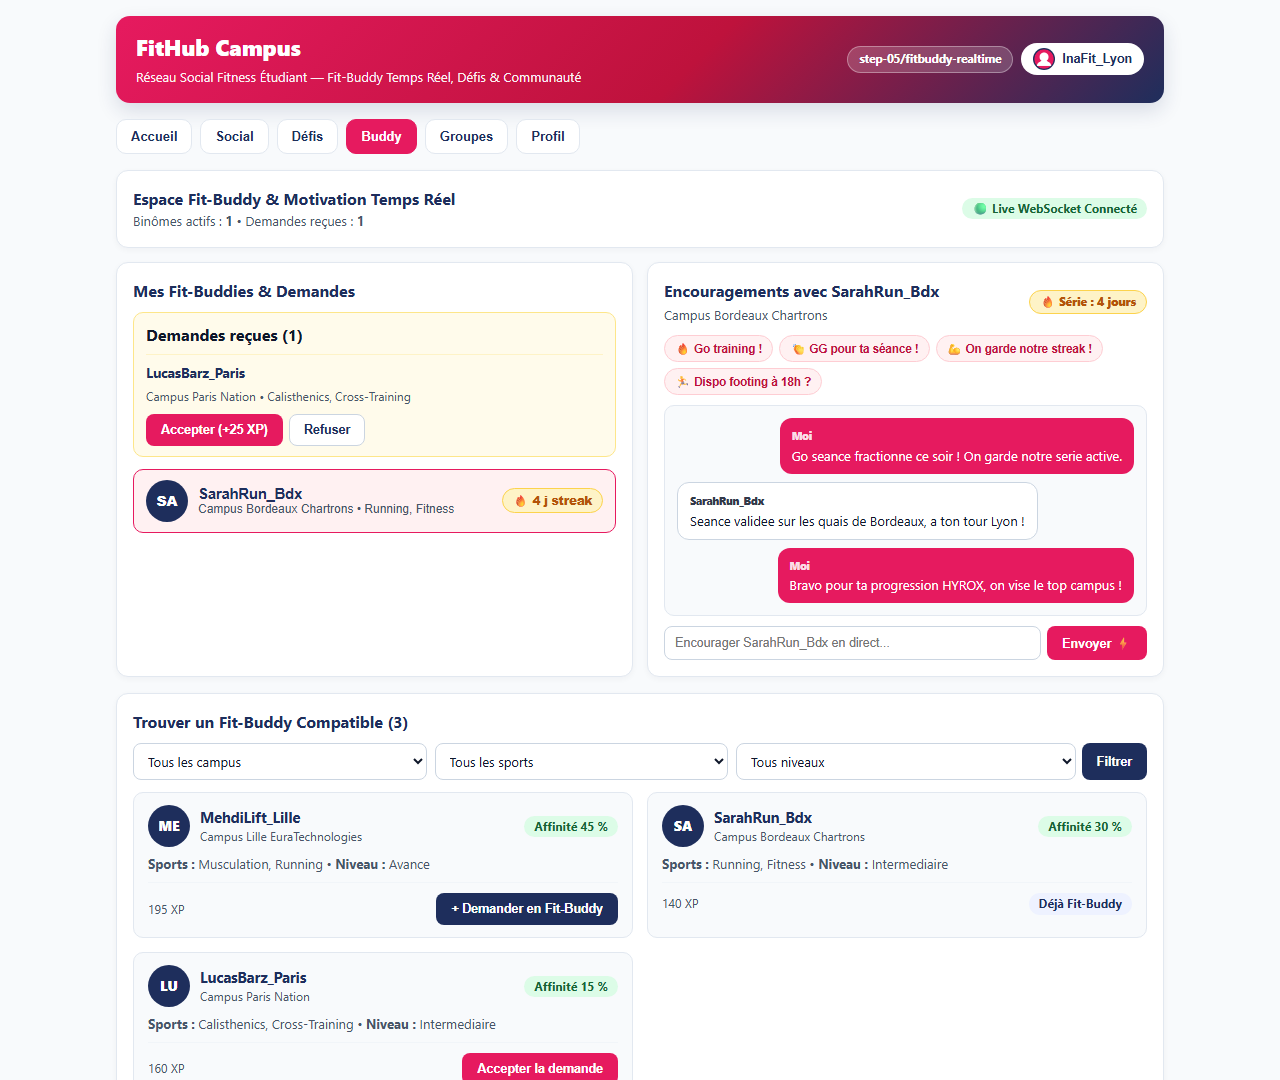 FitHub Campus
Réseau Social Fitness Étudiant — Fit-Buddy Temps Réel, Défis & Communauté
step-05/fitbuddy-realtime
InaFit_Lyon
Accueil
Social
Défis
Buddy
Groupes
Profil
Espace Fit-Buddy & Motivation Temps Réel
Binômes actifs : 1 • Demandes reçues : 1
Live WebSocket Connecté
Mes Fit-Buddies & Demandes
Demandes reçues (1)
LucasBarz_Paris
Campus Paris Nation • Calisthenics, Cross-Training
Accepter (+25 XP)
Refuser
SA
SarahRun_Bdx
Campus Bordeaux Chartrons • Running, Fitness
🔥 4 j streak
Encouragements avec SarahRun_Bdx
Campus Bordeaux Chartrons
🔥 Série : 4 jours
🔥 Go training !
👏 GG pour ta séance !
💪 On garde notre streak !
🏃 Dispo footing à 18h ?
Moi
Go seance fractionne ce soir ! On garde notre serie active.
SarahRun_Bdx
Seance validee sur les quais de Bordeaux, a ton tour Lyon !
Moi
Bravo pour ta progression HYROX, on vise le top campus !
Encourager SarahRun_Bdx en direct...
Envoyer ⚡
Trouver un Fit-Buddy Compatible (3)
Tous les campus
Tous les sports
Tous niveaux
Filtrer
ME
MehdiLift_Lille
Campus Lille EuraTechnologies
Affinité 45 %
Sports : Musculation, Running • Niveau : Avance
195 XP
+ Demander en Fit-Buddy
SA
SarahRun_Bdx
Campus Bordeaux Chartrons
Affinité 30 %
Sports : Running, Fitness • Niveau : Intermediaire
140 XP
Déjà Fit-Buddy
LU
LucasBarz_Paris
Campus Paris Nation
Affinité 15 %
Sports : Calisthenics, Cross-Training • Niveau : Intermediaire
160 XP
Accepter la demande